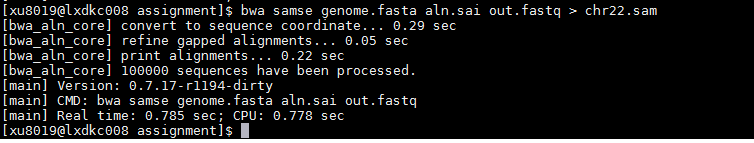 [xu8019@lxdkc008 assignment]$ bwa samse genome.fasta aln.sai out.fastq > chr22.sam
[bwa_aln_core] convert to sequence coordinate... 0.29 sec
[bwa_aln_core] refine gapped alignments... 0.05 sec
[bwa_aln_core] print alignments... 0.22 sec
[bwa_aln_core] 100000 sequences have been processed.
[main] Version: 0.7.17-r1194-dirty
[main] CMD: bwa samse genome.fasta aln.sai out.fastq
[main] Real time: 0.785 sec; CPU: 0.778 sec
[xu8019@lxdkc008 assignment]$